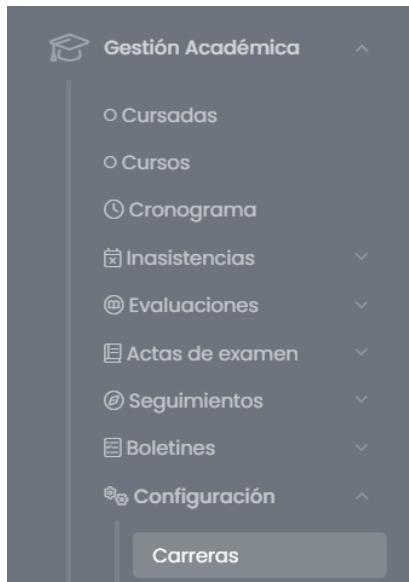 Gestión Académica
Cursadas
Cursos
Cronograma
Inasistencias
Evaluaciones
Actas de examen
Seguimientos
Boletines
Configuración
Carreras